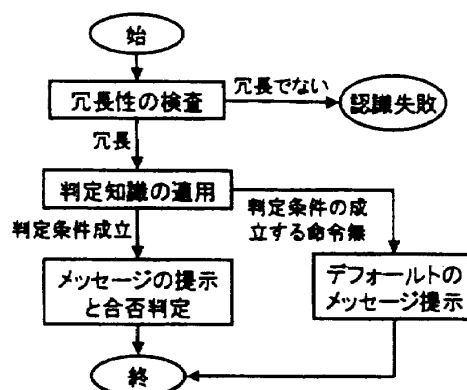 始
冗長性の検査
冗長でない
認識失敗
冗長
判定知識の適用
判定条件成立
判定条件の成
立する命令無
メッセージの提示
と合否判定
デフォールトの
メッセージ提示
終